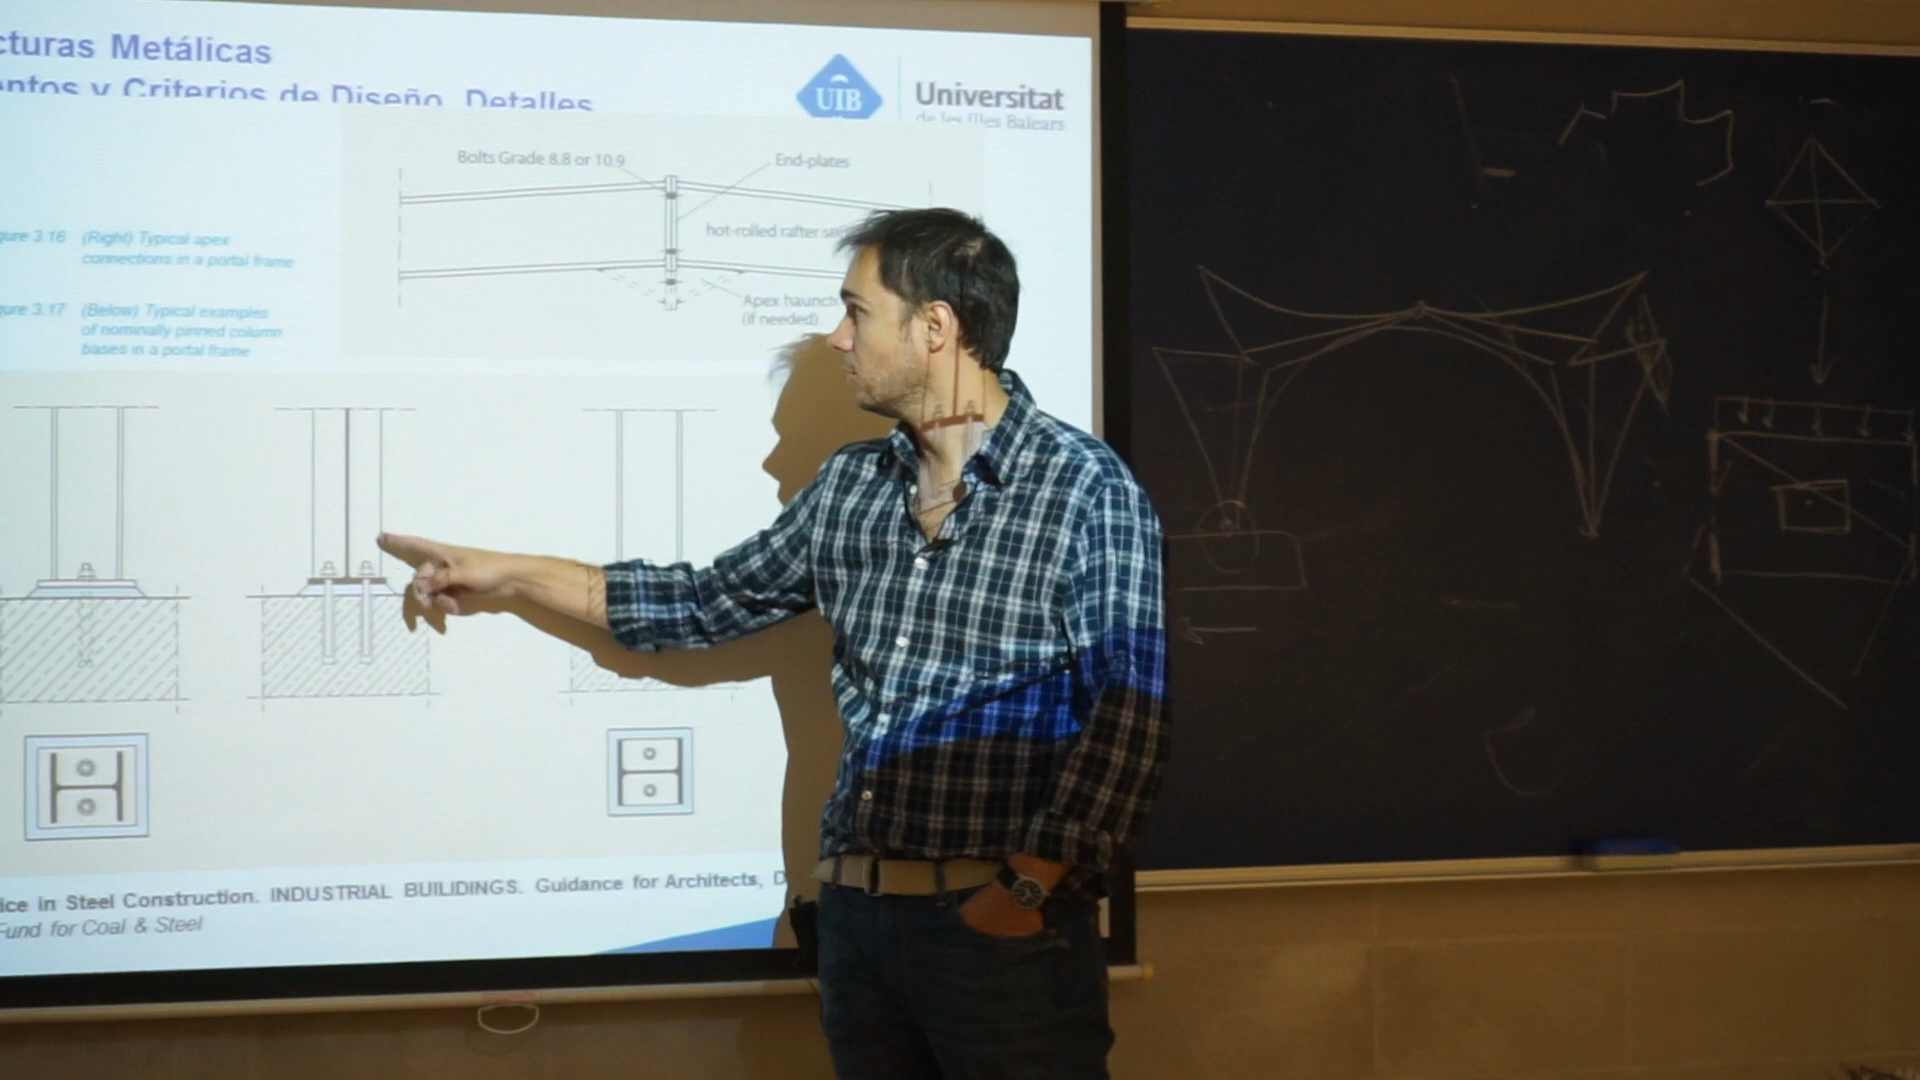 cturas Metálicas
entos y Criterios de Diseño. Detalles
UIB
Universitat
de les Illes Balears
Bolts Grade 8.8 or 10.9
End-plates
hot-rolled rafter se
gure 3.16 (Right) Typical apex
connections in a portal frame
Apex haunch
(if needed)
gure 3.17 (Below) Typical examples
of nominally pinned column
bases in a portal frame
ice in Steel Construction. INDUSTRIAL BUILIDINGS. Guidance for Architects, D
Fund for Coal & Steel